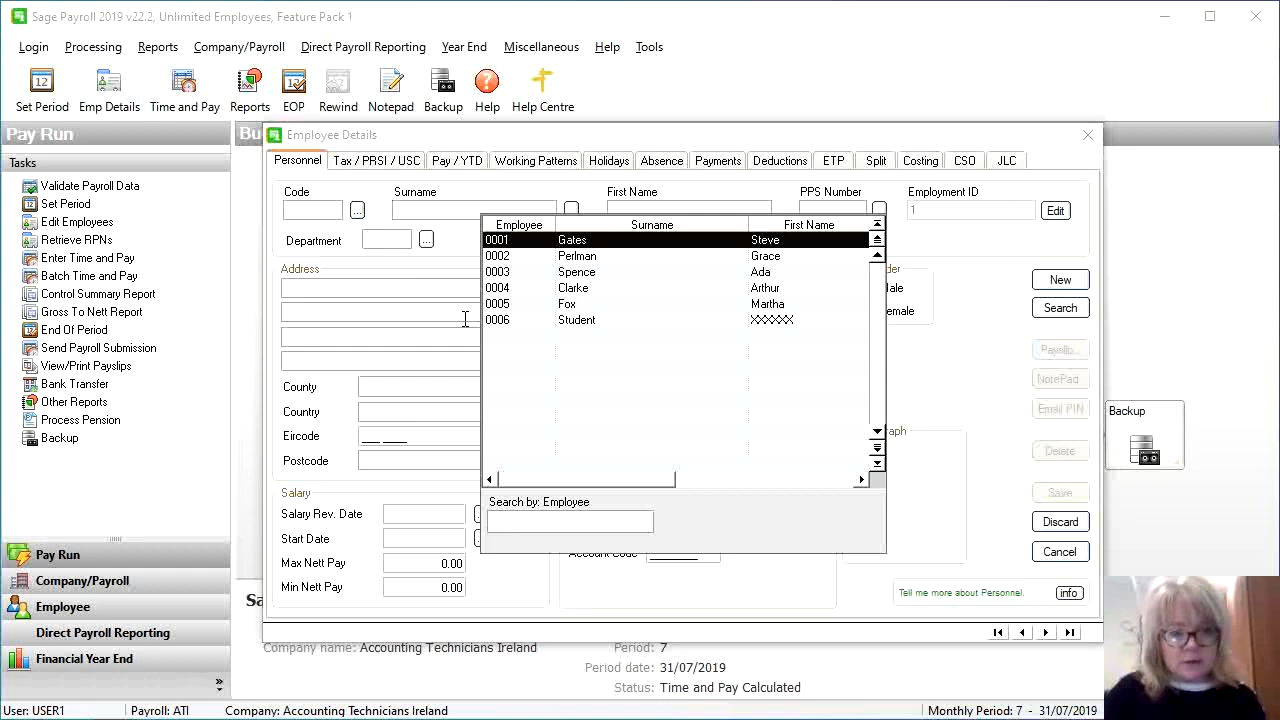 Sage Payroll 2019 v22.2, Unlimited Employees, Feature Pack 1
Login Processing Reports Company/Payroll Direct Payroll Reporting Year End Miscellaneous Help Tools
Set Period Emp Details Time and Pay Reports EOP Rewind Notepad Backup Help Help Centre
Pay Run
Tasks
Validate Payroll Data
Set Period
Edit Employees
Retrieve RPNs
Enter Time and Pay
Batch Time and Pay
Control Summary Report
Gross To Nett Report
End Of Period
Send Payroll Submission
View/Print Payslips
Bank Transfer
Other Reports
Process Pension
Backup
Pay Run
Company/Payroll
Employee
Direct Payroll Reporting
Financial Year End
Employee Details
Personnel Tax / PRSI / USC Pay / YTD Working Patterns Holidays Absence Payments Deductions ETP Split Costing CSO JLC
Code Surname First Name PPS Number Employment ID
1 Edit
Department
Address
County
Country
Eircode
Postcode
Salary
Salary Rev. Date
Start Date
Max Nett Pay 0.00
Min Nett Pay 0.00
Employee Surname First Name
0001 Gates Steve
0002 Perlman Grace
0003 Spence Ada
0004 Clarke Arthur
0005 Fox Martha
0006 Student XXXXXX
Search by: Employee
New
Search
Payslip...
NotePad
Email PIN
Delete
Save
Discard
Cancel
Tell me more about Personnel. info
Backup
Company name: Accounting Technicians Ireland
Period: 7
Period date: 31/07/2019
Status: Time and Pay Calculated
User: USER1 Payroll: ATI Company: Accounting Technicians Ireland Monthly Period: 7 - 31/07/2019